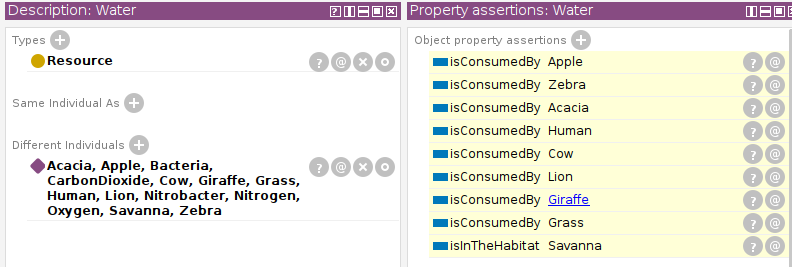 Description: Water
Types
Resource
Same Individual As
Different Individuals
Acacia, Apple, Bacteria,
CarbonDioxide, Cow, Giraffe, Grass,
Human, Lion, Nitrobacter, Nitrogen,
Oxygen, Savanna, Zebra
Property assertions: Water
Object property assertions
isConsumedBy Apple
isConsumedBy Zebra
isConsumedBy Acacia
isConsumedBy Human
isConsumedBy Cow
isConsumedBy Lion
isConsumedBy Giraffe
isConsumedBy Grass
isInTheHabitat Savanna